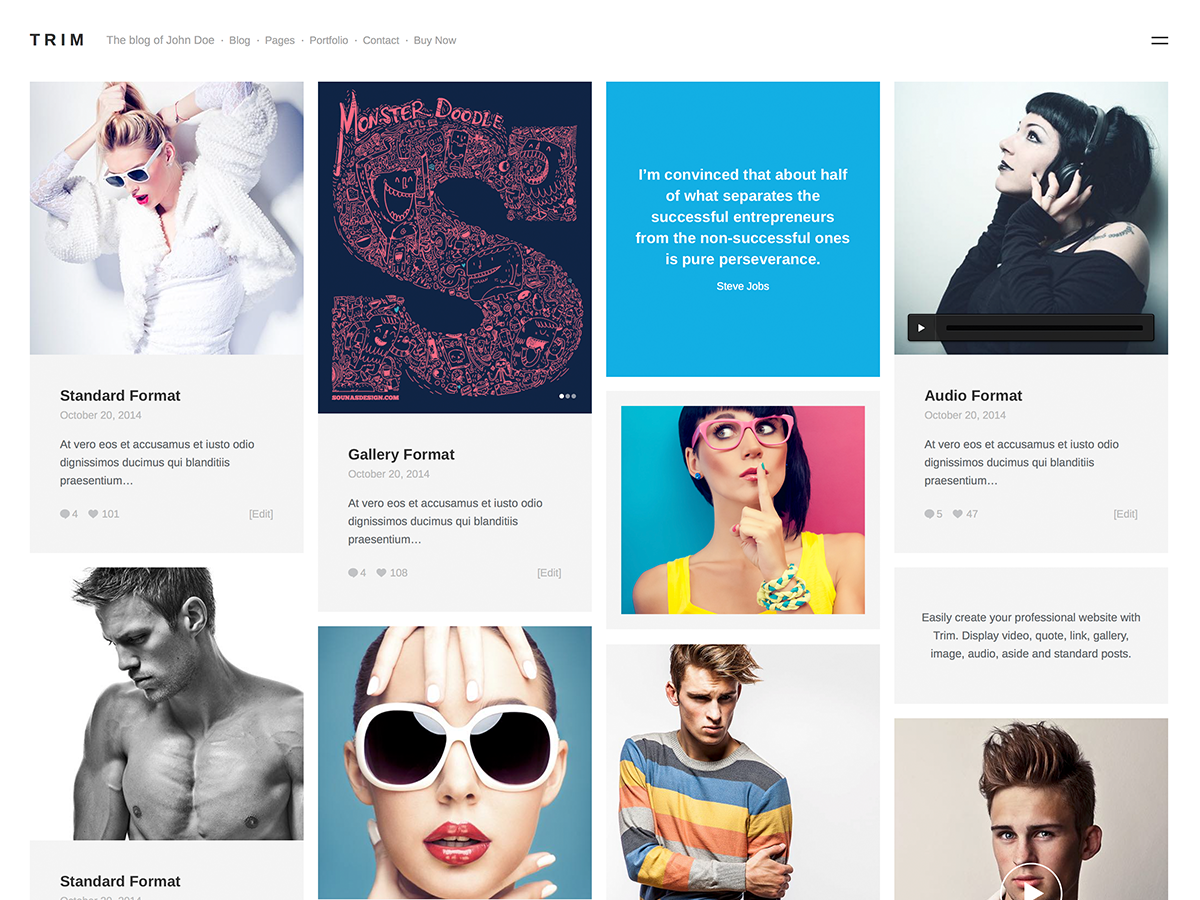 TRIM
The blog of John Doe · Blog · Pages · Portfolio · Contact · Buy Now
Standard Format
October 20, 2014
At vero eos et accusamus et iusto odio
dignissimos ducimus qui blanditiis
praesentium…
4 101 [Edit]
Standard Format
October 20, 2014
MONSTER DOODLE
SOUNASDESIGN.COM
Gallery Format
October 20, 2014
At vero eos et accusamus et iusto odio
dignissimos ducimus qui blanditiis
praesentium…
4 108 [Edit]
I’m convinced that about half
of what separates the
successful entrepreneurs
from the non-successful ones
is pure perseverance.
Steve Jobs
Audio Format
October 20, 2014
At vero eos et accusamus et iusto odio
dignissimos ducimus qui blanditiis
praesentium…
5 47 [Edit]
Easily create your professional website with
Trim. Display video, quote, link, gallery,
image, audio, aside and standard posts.